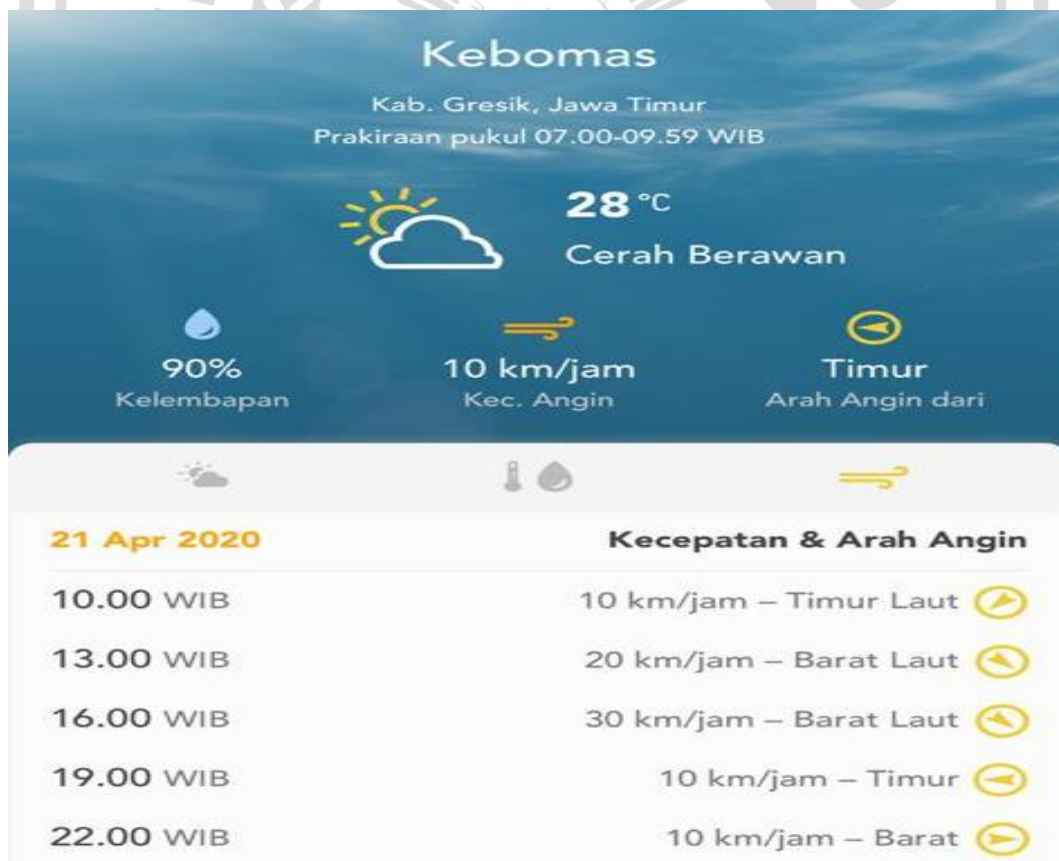 Kebomas
Kab. Gresik, Jawa Timur
Prakiraan pukul 07.00-09.59 WIB
28 °C
Cerah Berawan
90%
Kelembapan
10 km/jam
Kec. Angin
Timur
Arah Angin dari
21 Apr 2020 Kecepatan & Arah Angin
10.00 WIB 10 km/jam – Timur Laut
13.00 WIB 20 km/jam – Barat Laut
16.00 WIB 30 km/jam – Barat Laut
19.00 WIB 10 km/jam – Timur
22.00 WIB 10 km/jam – Barat